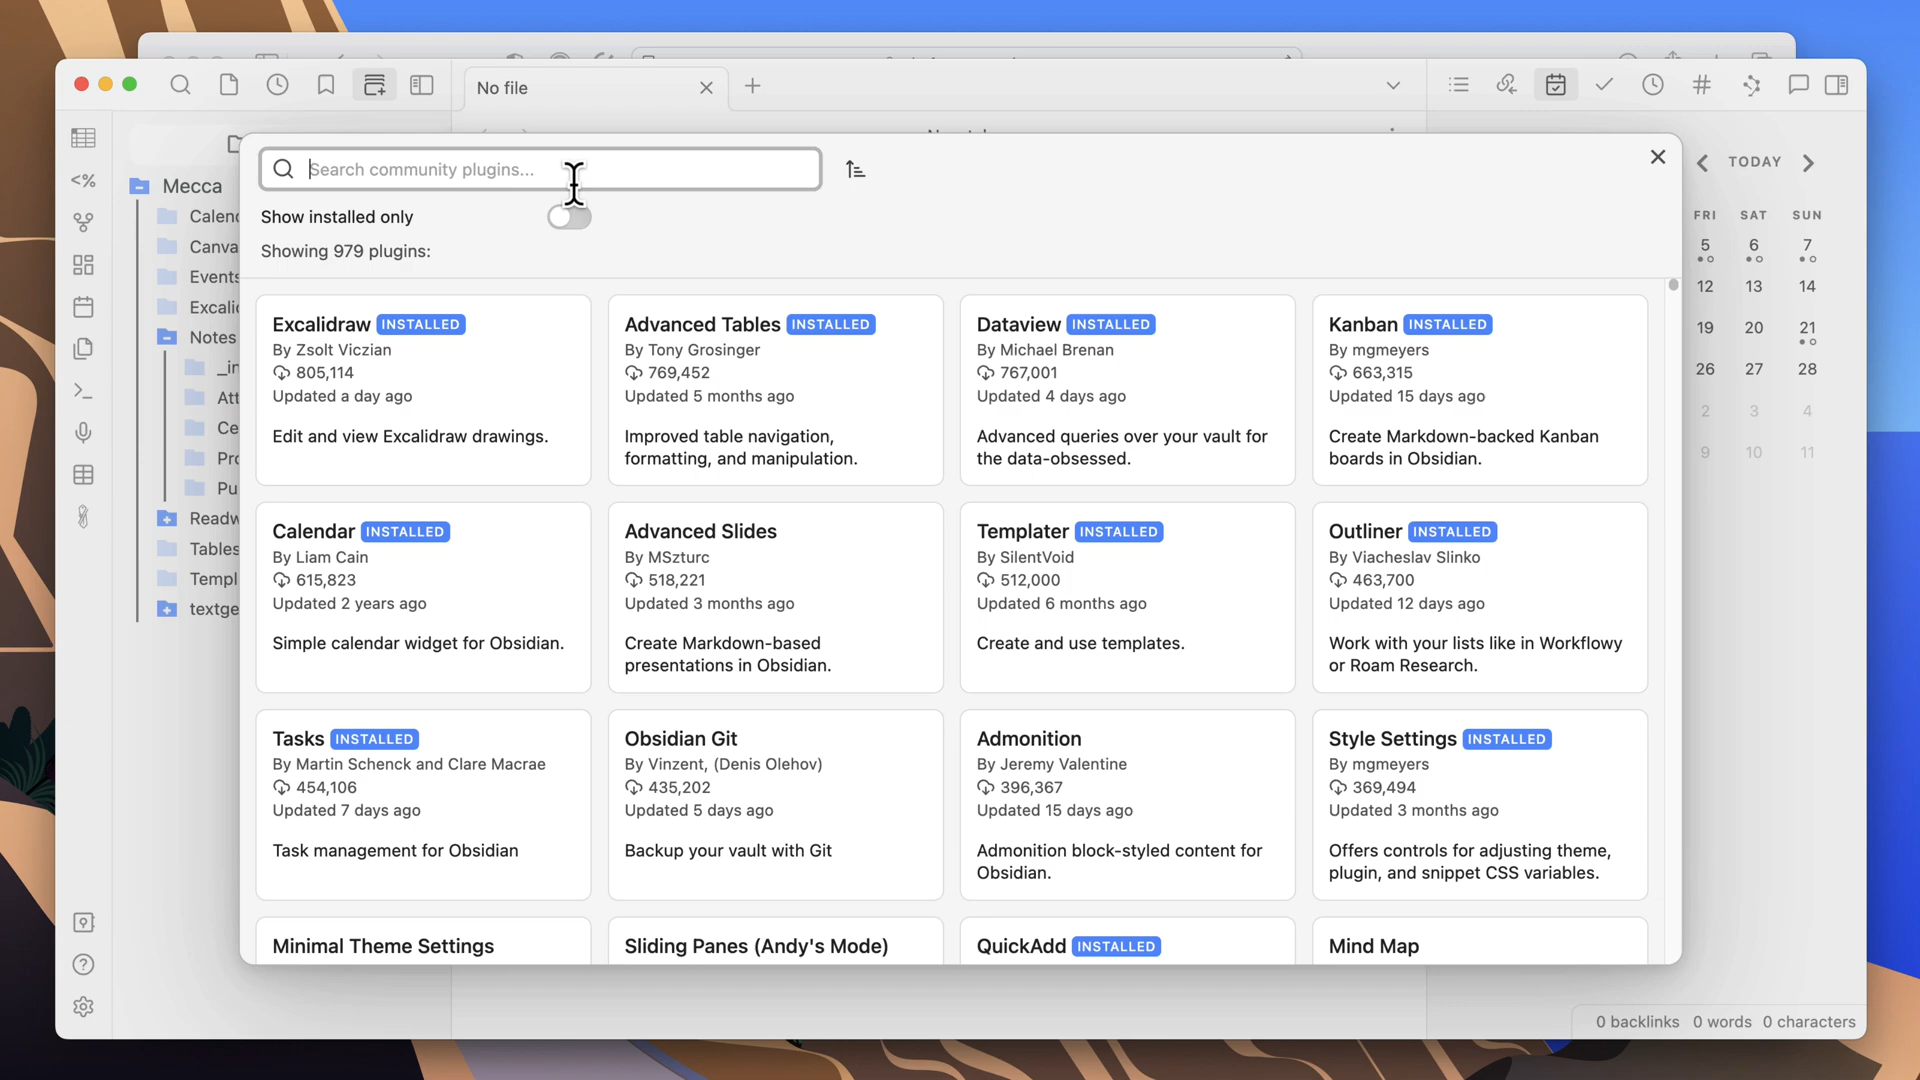 No file
Search community plugins...
Show installed only
Showing 979 plugins:
Mecca
Calend
Canva
Events
Excalid
Notes
_in
Att
Ce
Pro
Pu
Readw
Tables
Templ
textge
Excalidraw INSTALLED
By Zsolt Viczian
805,114
Updated a day ago
Edit and view Excalidraw drawings.
Advanced Tables INSTALLED
By Tony Grosinger
769,452
Updated 5 months ago
Improved table navigation,
formatting, and manipulation.
Dataview INSTALLED
By Michael Brenan
767,001
Updated 4 days ago
Advanced queries over your vault for
the data-obsessed.
Kanban INSTALLED
By mgmeyers
663,315
Updated 15 days ago
Create Markdown-backed Kanban
boards in Obsidian.
Calendar INSTALLED
By Liam Cain
615,823
Updated 2 years ago
Simple calendar widget for Obsidian.
Advanced Slides
By MSzturc
518,221
Updated 3 months ago
Create Markdown-based
presentations in Obsidian.
Templater INSTALLED
By SilentVoid
512,000
Updated 6 months ago
Create and use templates.
Outliner INSTALLED
By Viacheslav Slinko
463,700
Updated 12 days ago
Work with your lists like in Workflowy
or Roam Research.
Tasks INSTALLED
By Martin Schenck and Clare Macrae
454,106
Updated 7 days ago
Task management for Obsidian
Obsidian Git
By Vinzent, (Denis Olehov)
435,202
Updated 5 days ago
Backup your vault with Git
Admonition
By Jeremy Valentine
396,367
Updated 15 days ago
Admonition block-styled content for
Obsidian.
Style Settings INSTALLED
By mgmeyers
369,494
Updated 3 months ago
Offers controls for adjusting theme,
plugin, and snippet CSS variables.
Minimal Theme Settings
Sliding Panes (Andy's Mode)
QuickAdd INSTALLED
Mind Map
TODAY
FRI SAT SUN
5 6 7
12 13 14
19 20 21
26 27 28
2 3 4
9 10 11
0 backlinks 0 words 0 characters